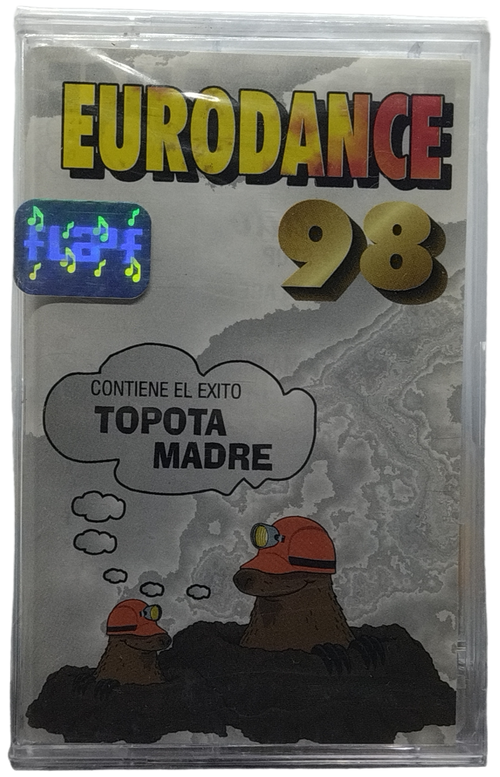 EURODANCE
98
CONTIENE EL EXITO
TOPOTA
MADRE